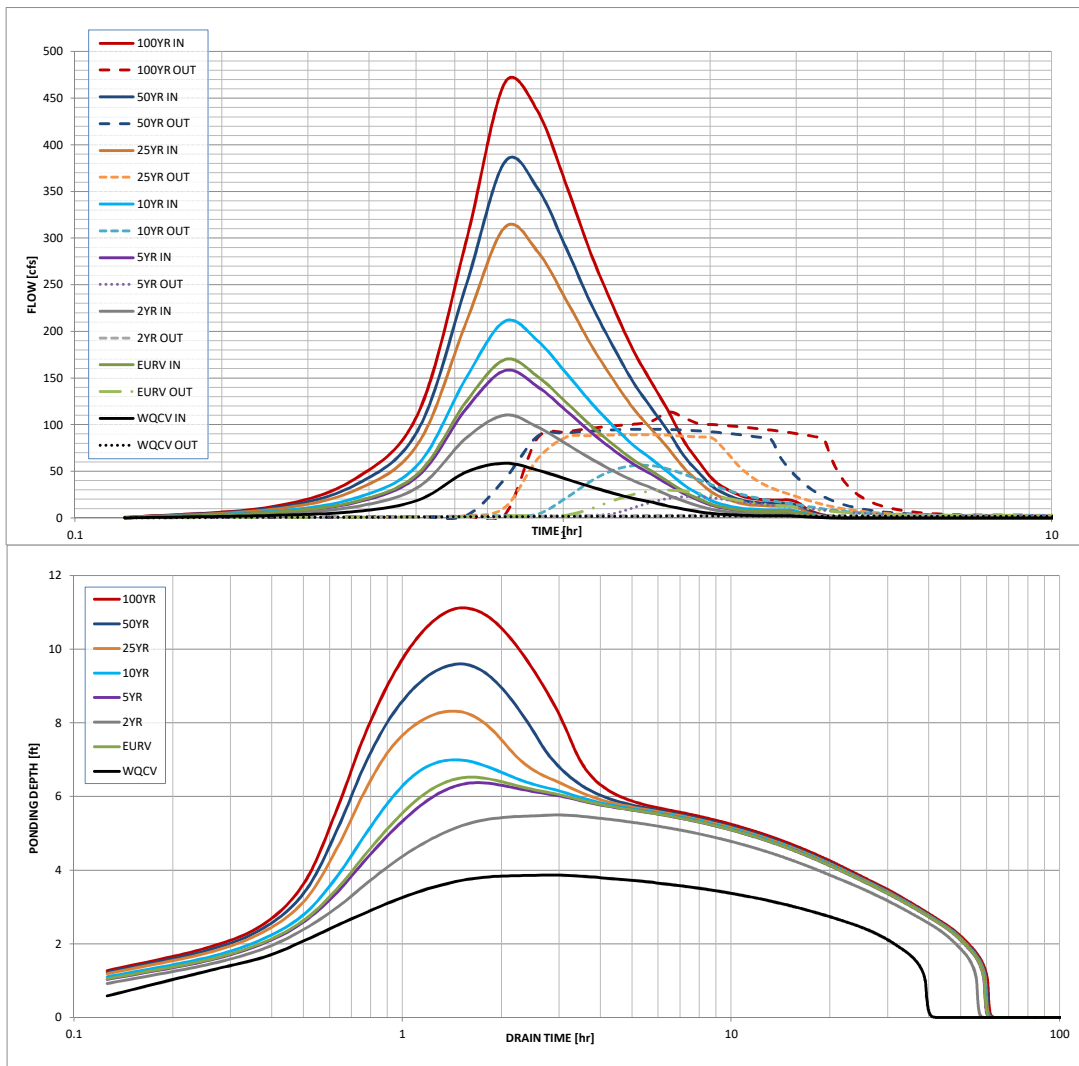 100YR IN
100YR OUT
50YR IN
50YR OUT
25YR IN
25YR OUT
10YR IN
10YR OUT
5YR IN
5YR OUT
2YR IN
2YR OUT
EURV IN
EURV OUT
WQCV IN
WQCV OUT
FLOW [cfs]
500
450
400
350
300
250
200
150
100
50
0
0.1
1
10
TIME [hr]
100YR
50YR
25YR
10YR
5YR
2YR
EURV
WQCV
PONDING DEPTH [ft]
12
10
8
6
4
2
0
0.1
1
10
100
DRAIN TIME [hr]